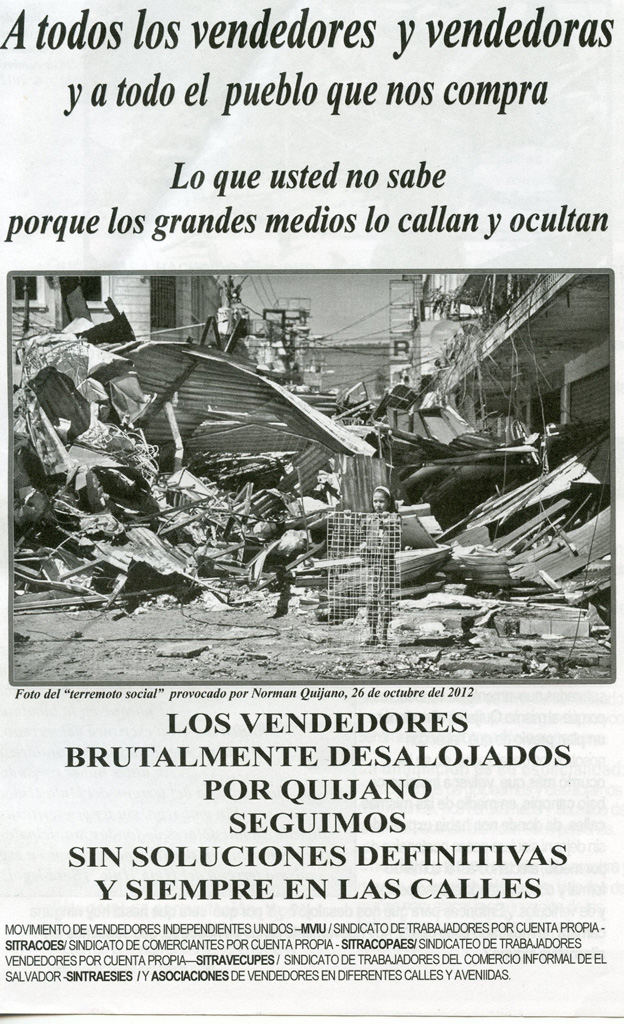 A todos los vendedores y vendedoras
y a todo el pueblo que nos compra
Lo que usted no sabe
porque los grandes medios lo callan y ocultan
R
Foto del “terremoto social” provocado por Norman Quijano, 26 de octubre del 2012
LOS VENDEDORES
BRUTALMENTE DESALOJADOS
POR QUIJANO
SEGUIMOS
SIN SOLUCIONES DEFINITIVAS
Y SIEMPRE EN LAS CALLES
MOVIMIENTO DE VENDEDORES INDEPENDIENTES UNIDOS –MVIU / SINDICATO DE TRABAJADORES POR CUENTA PROPIA -
SITRACOES/ SINDICATO DE COMERCIANTES POR CUENTA PROPIA - SITRACOPAES/ SINDICATEO DE TRABAJADORES
VENDEDORES POR CUENTA PROPIA—SITRAVECUPES / SINDICATO DE TRABAJADORES DEL COMERCIO INFORMAL DE EL
SALVADOR -SINTRAESIES / Y ASOCIACIONES DE VENDEDORES EN DIFERENTES CALLES Y AVENIIDAS.